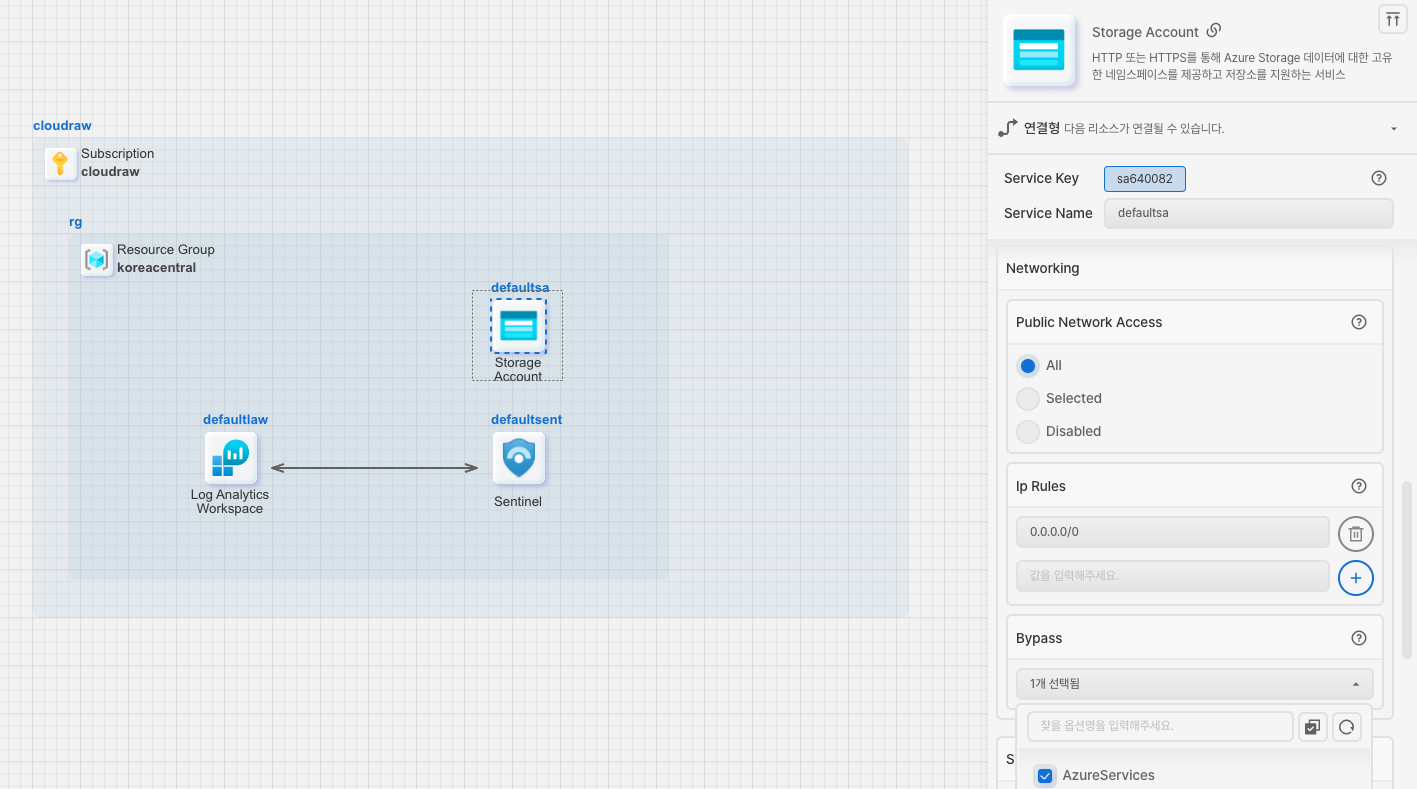 cloudraw
Subscription
cloudraw
rg
Resource Group
koreacentral
defaultsa
Storage
Account
defaultlaw
Log Analytics
Workspace
defaultsent
Sentinel
Storage Account
HTTP 또는 HTTPS를 통해 Azure Storage 데이터에 대한 고유
한 네임스페이스를 제공하고 저장소를 지원하는 서비스
연결형 다음 리소스가 연결될 수 있습니다.
Service Key sa640082
Service Name defaultsa
Networking
Public Network Access
All
Selected
Disabled
Ip Rules
0.0.0.0/0
값을 입력해주세요.
Bypass
1개 선택됨
찾을 옵션명을 입력해주세요.
S
AzureServices